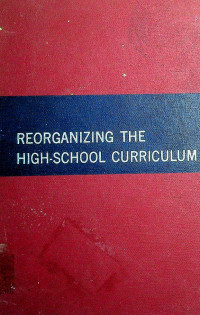 REORGANIZING THE
HIGH-SCHOOL CURRICULUM